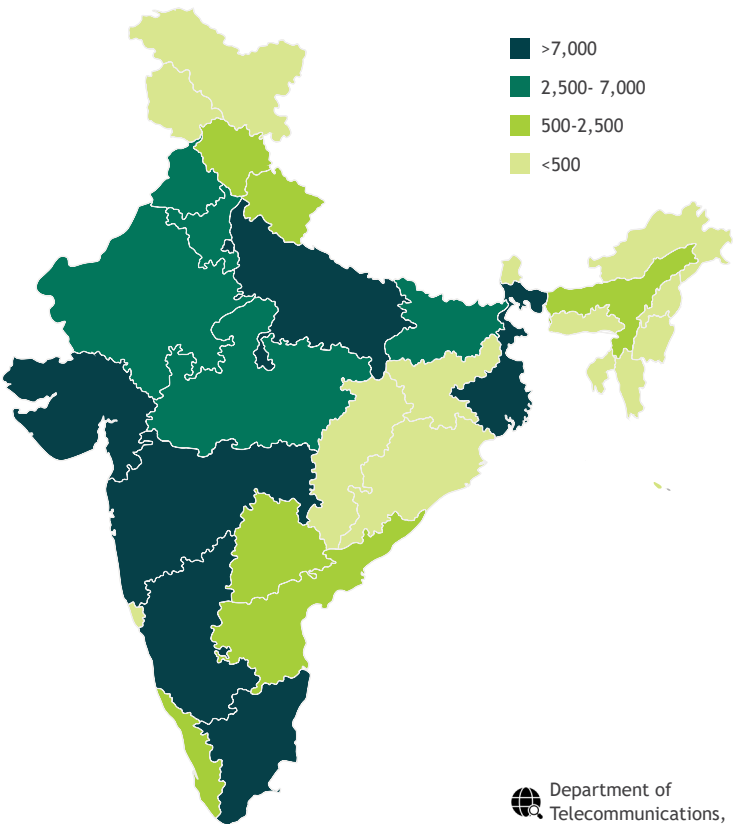 >7,000
2,500- 7,000
500-2,500
<500
Department of
Telecommunications,